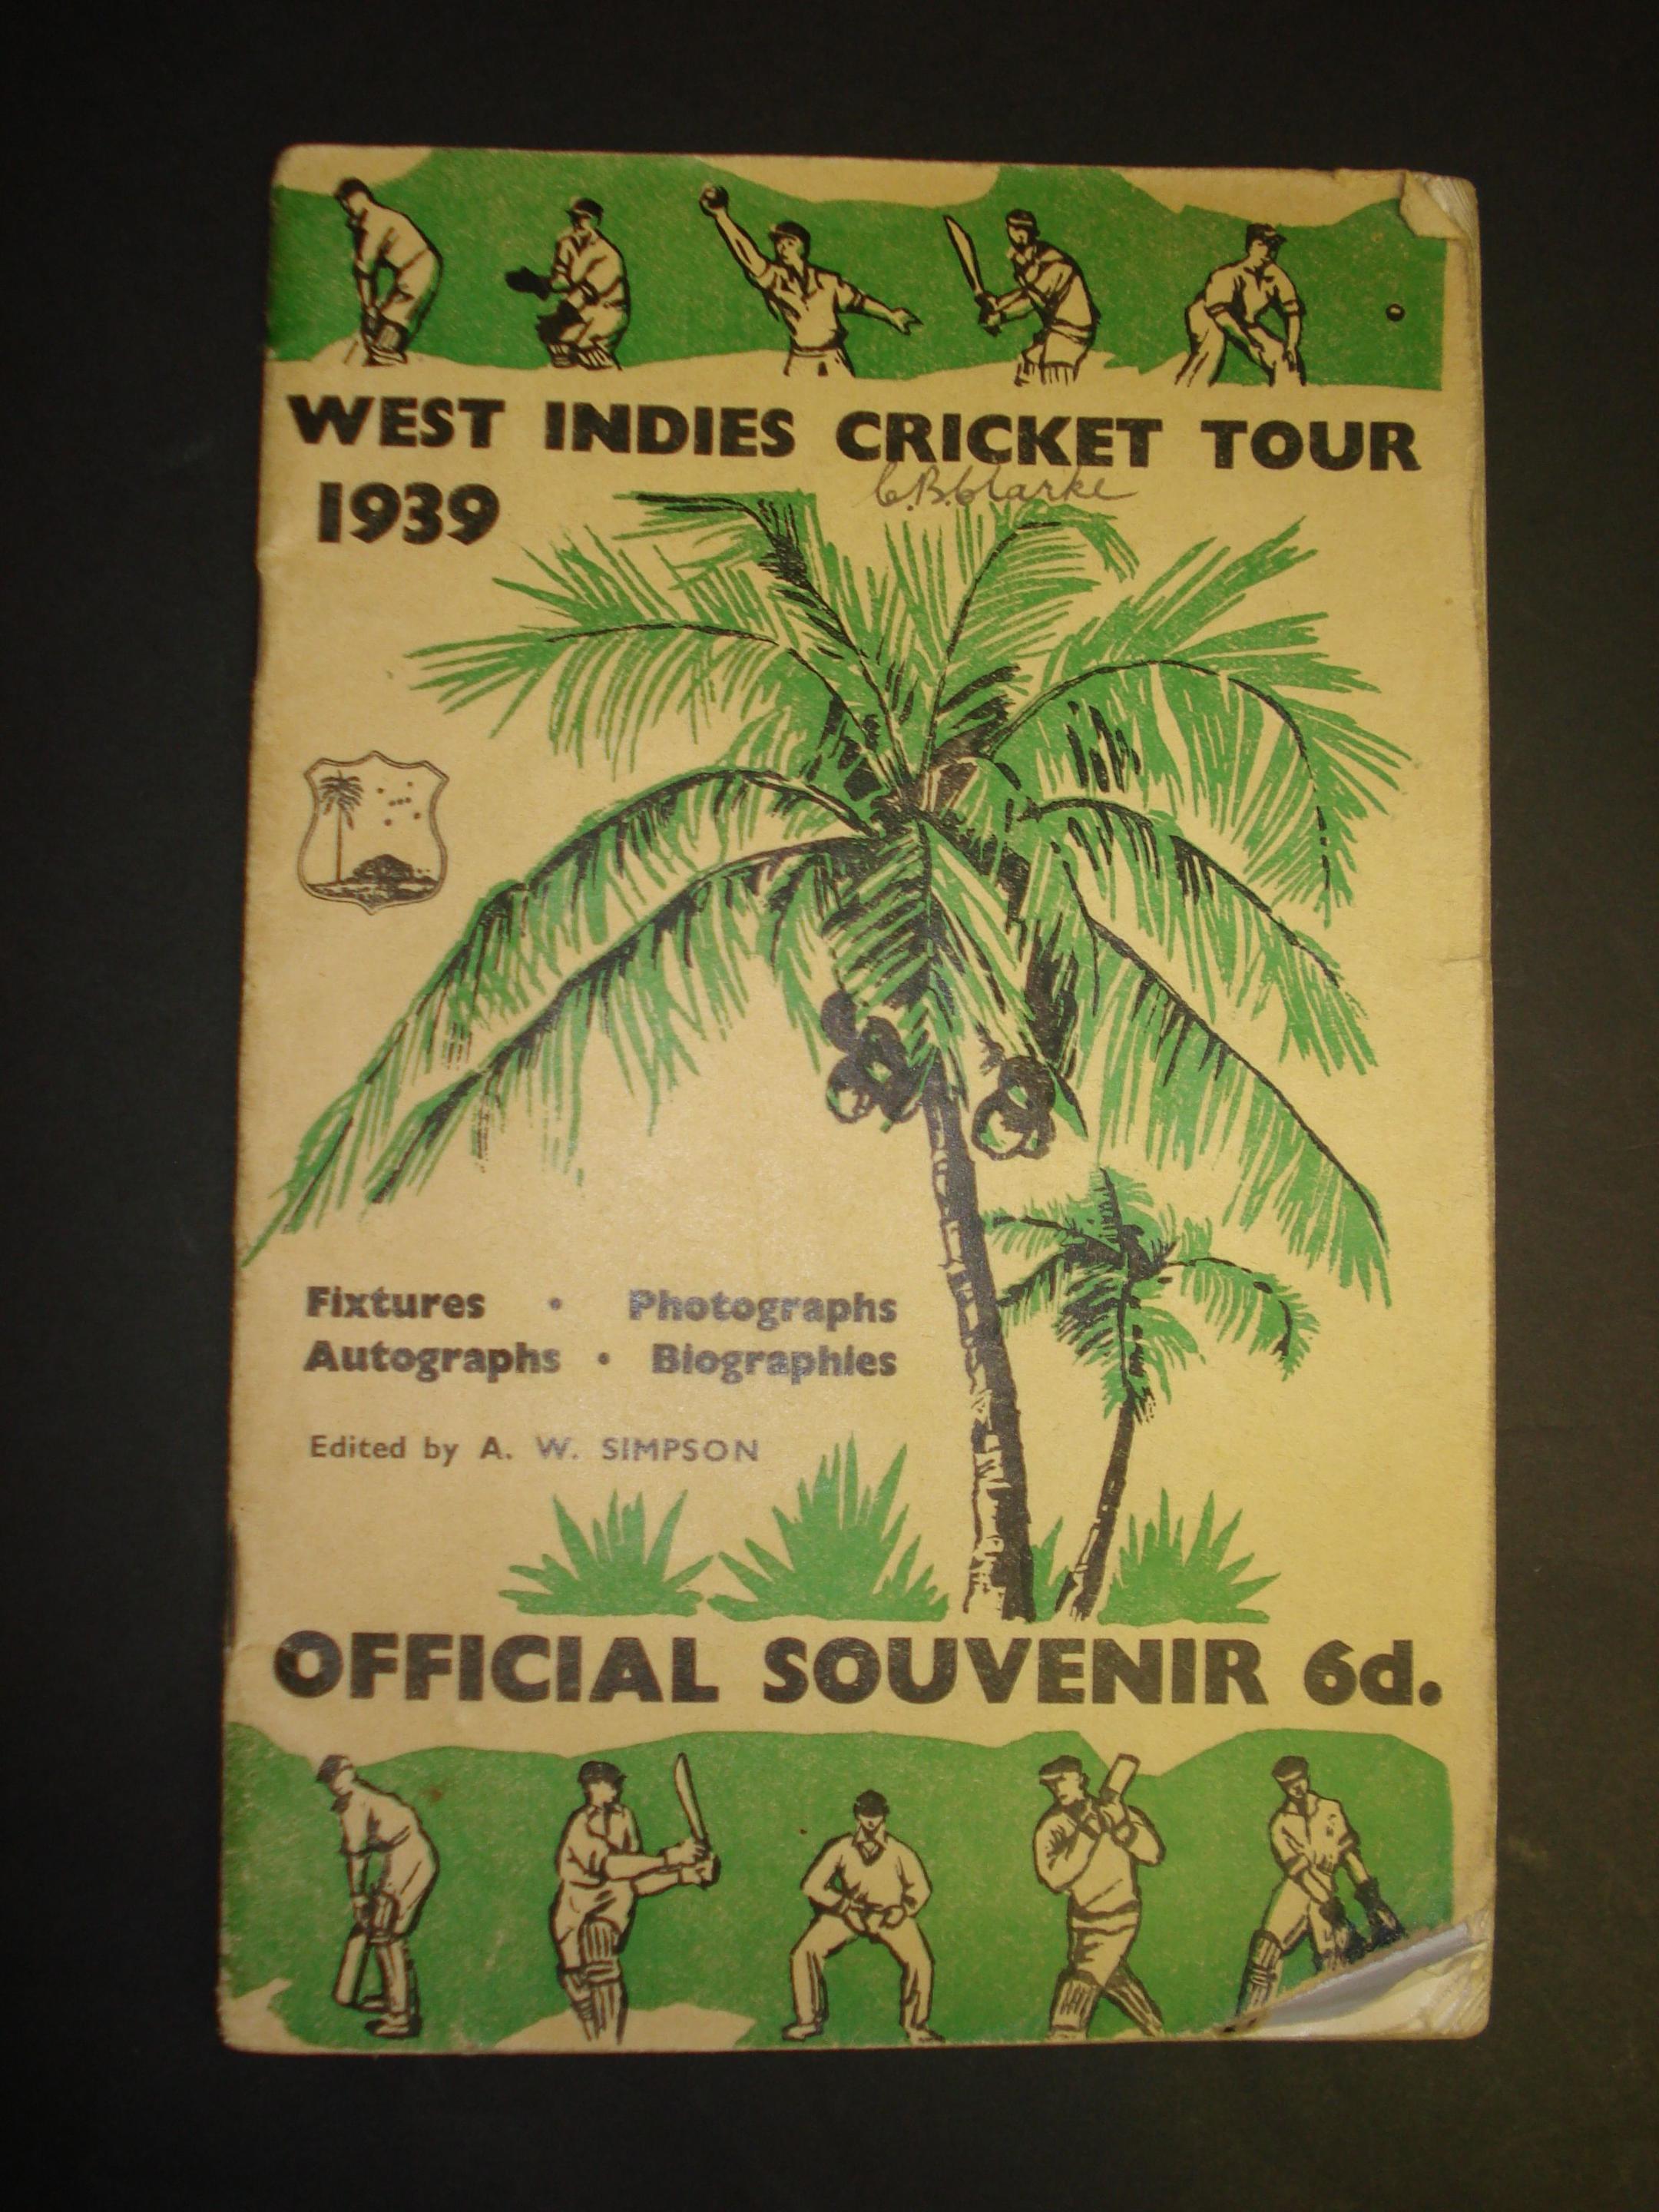 WEST INDIES CRICKET TOUR
C.B.Clarke
1939
Fixtures • Photographs
Autographs • Biographies
Edited by A. W. SIMPSON
OFFICIAL SOUVENIR 6d.